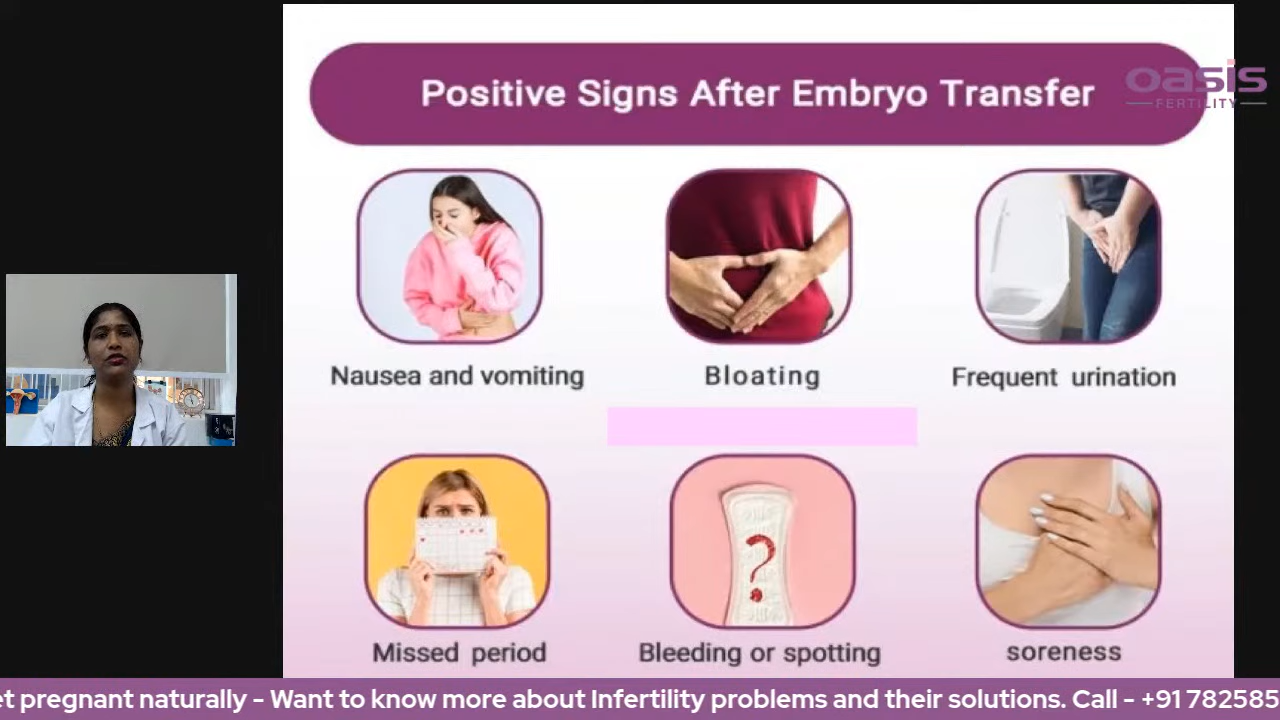 Positive Signs After Embryo Transfer
oasis
FERTILITY
Nausea and vomiting
Bloating
Frequent urination
Missed period
Bleeding or spotting
soreness
et pregnant naturally - Want to know more about Infertility problems and their solutions. Call - +91 782585